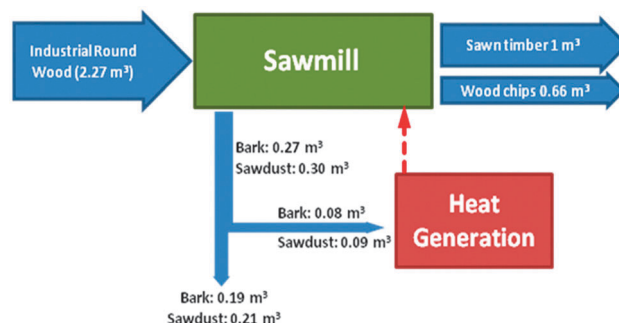 Industrial Round
Wood (2.27 m³)
Sawmill
Sawn timber 1 m³
Wood chips 0.66 m³
Bark: 0.27 m³
Sawdust: 0.30 m³
Bark: 0.08 m³
Sawdust: 0.09 m³
Heat
Generation
Bark: 0.19 m³
Sawdust: 0.21 m³